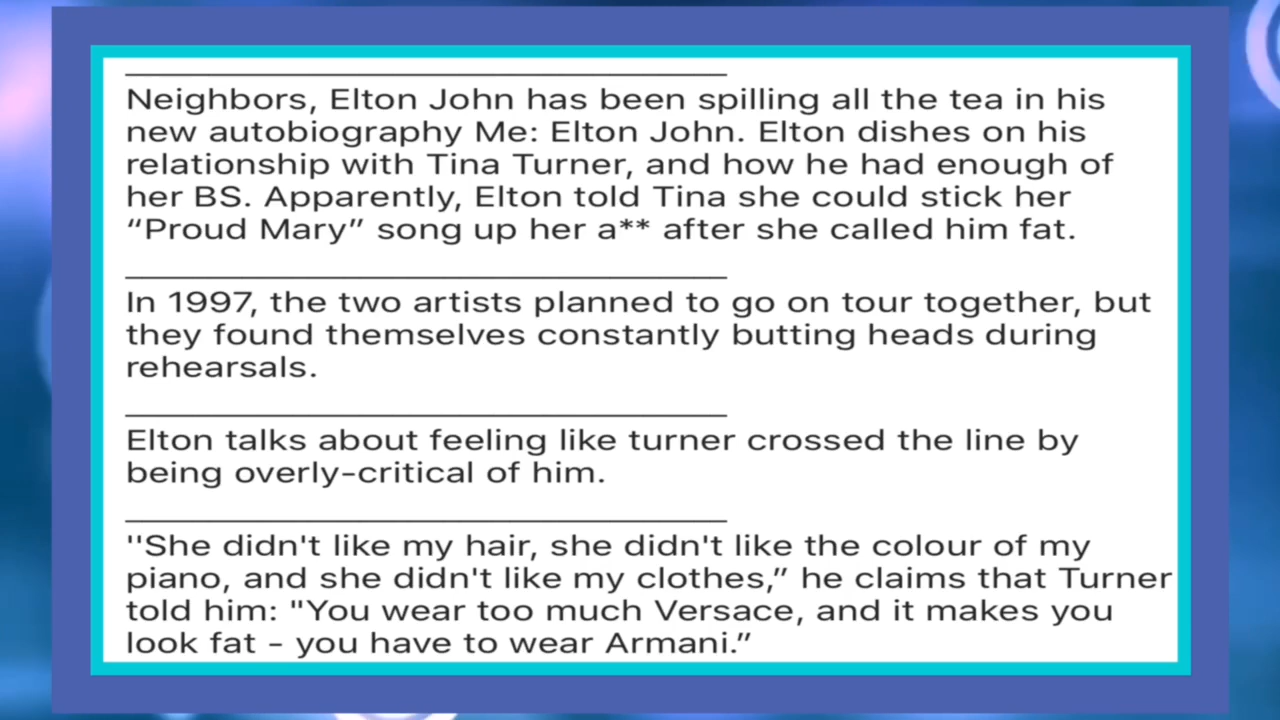 Neighbors, Elton John has been spilling all the tea in his
new autobiography Me: Elton John. Elton dishes on his
relationship with Tina Turner, and how he had enough of
her BS. Apparently, Elton told Tina she could stick her
“Proud Mary” song up her a** after she called him fat.
In 1997, the two artists planned to go on tour together, but
they found themselves constantly butting heads during
rehearsals.
Elton talks about feeling like turner crossed the line by
being overly-critical of him.
''She didn't like my hair, she didn't like the colour of my
piano, and she didn't like my clothes,” he claims that Turner
told him: "You wear too much Versace, and it makes you
look fat – you have to wear Armani.”